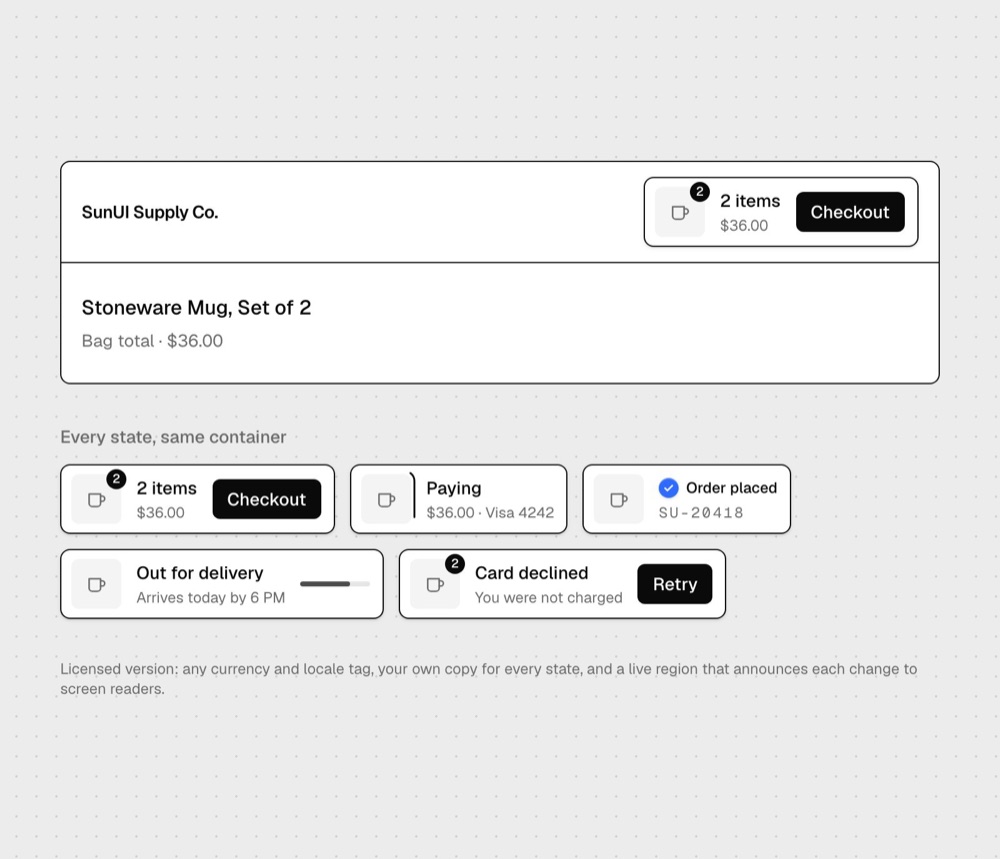 SunUI Supply Co.
2
2 items
$36.00
Checkout
Stoneware Mug, Set of 2
Bag total · $36.00
Every state, same container
2
2 items
$36.00
Checkout
Paying
$36.00 · Visa 4242
Order placed
SU-20418
Out for delivery
Arrives today by 6 PM
2
Card declined
You were not charged
Retry
Licensed version: any currency and locale tag, your own copy for every state, and a live region that announces each change to
screen readers.